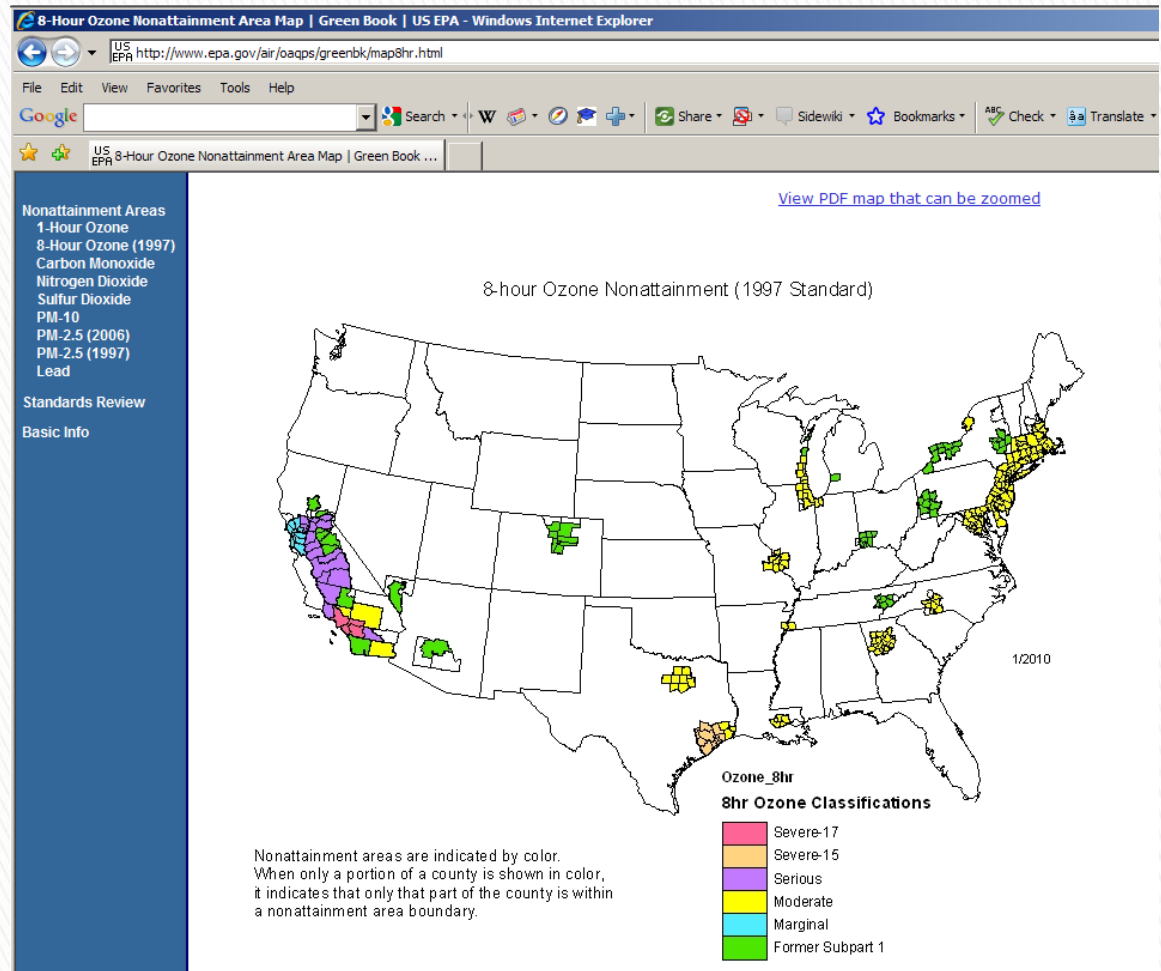 8-Hour Ozone Nonattainment Area Map | Green Book | US EPA - Windows Internet Explorer
US EPA http://www.epa.gov/air/oaqps/greenbk/map8hr.html
File Edit View Favorites Tools Help
Google Search W Share Sidewiki Bookmarks ABC Check äa Translate
US EPA 8-Hour Ozone Nonattainment Area Map | Green Book ...
View PDF map that can be zoomed
Nonattainment Areas
1-Hour Ozone
8-Hour Ozone (1997)
Carbon Monoxide
Nitrogen Dioxide
Sulfur Dioxide
PM-10
PM-2.5 (2006)
PM-2.5 (1997)
Lead
Standards Review
Basic Info
8-hour Ozone Nonattainment (1997 Standard)
1/2010
Ozone_8hr
8hr Ozone Classifications
Severe-17
Severe-15
Serious
Moderate
Marginal
Former Subpart 1
Nonattainment areas are indicated by color.
When only a portion of a county is shown in color,
it indicates that only that part of the county is within
a nonattainment area boundary.